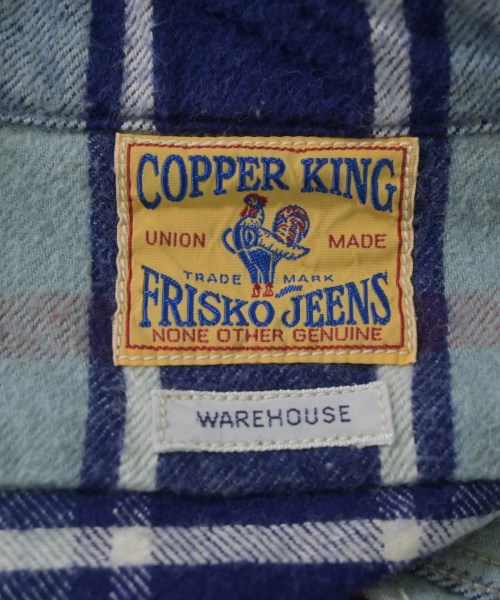 COPPER KING
UNION MADE
TRADE MARK
FRISKO JEENS
NONE OTHER GENUINE
WAREHOUSE